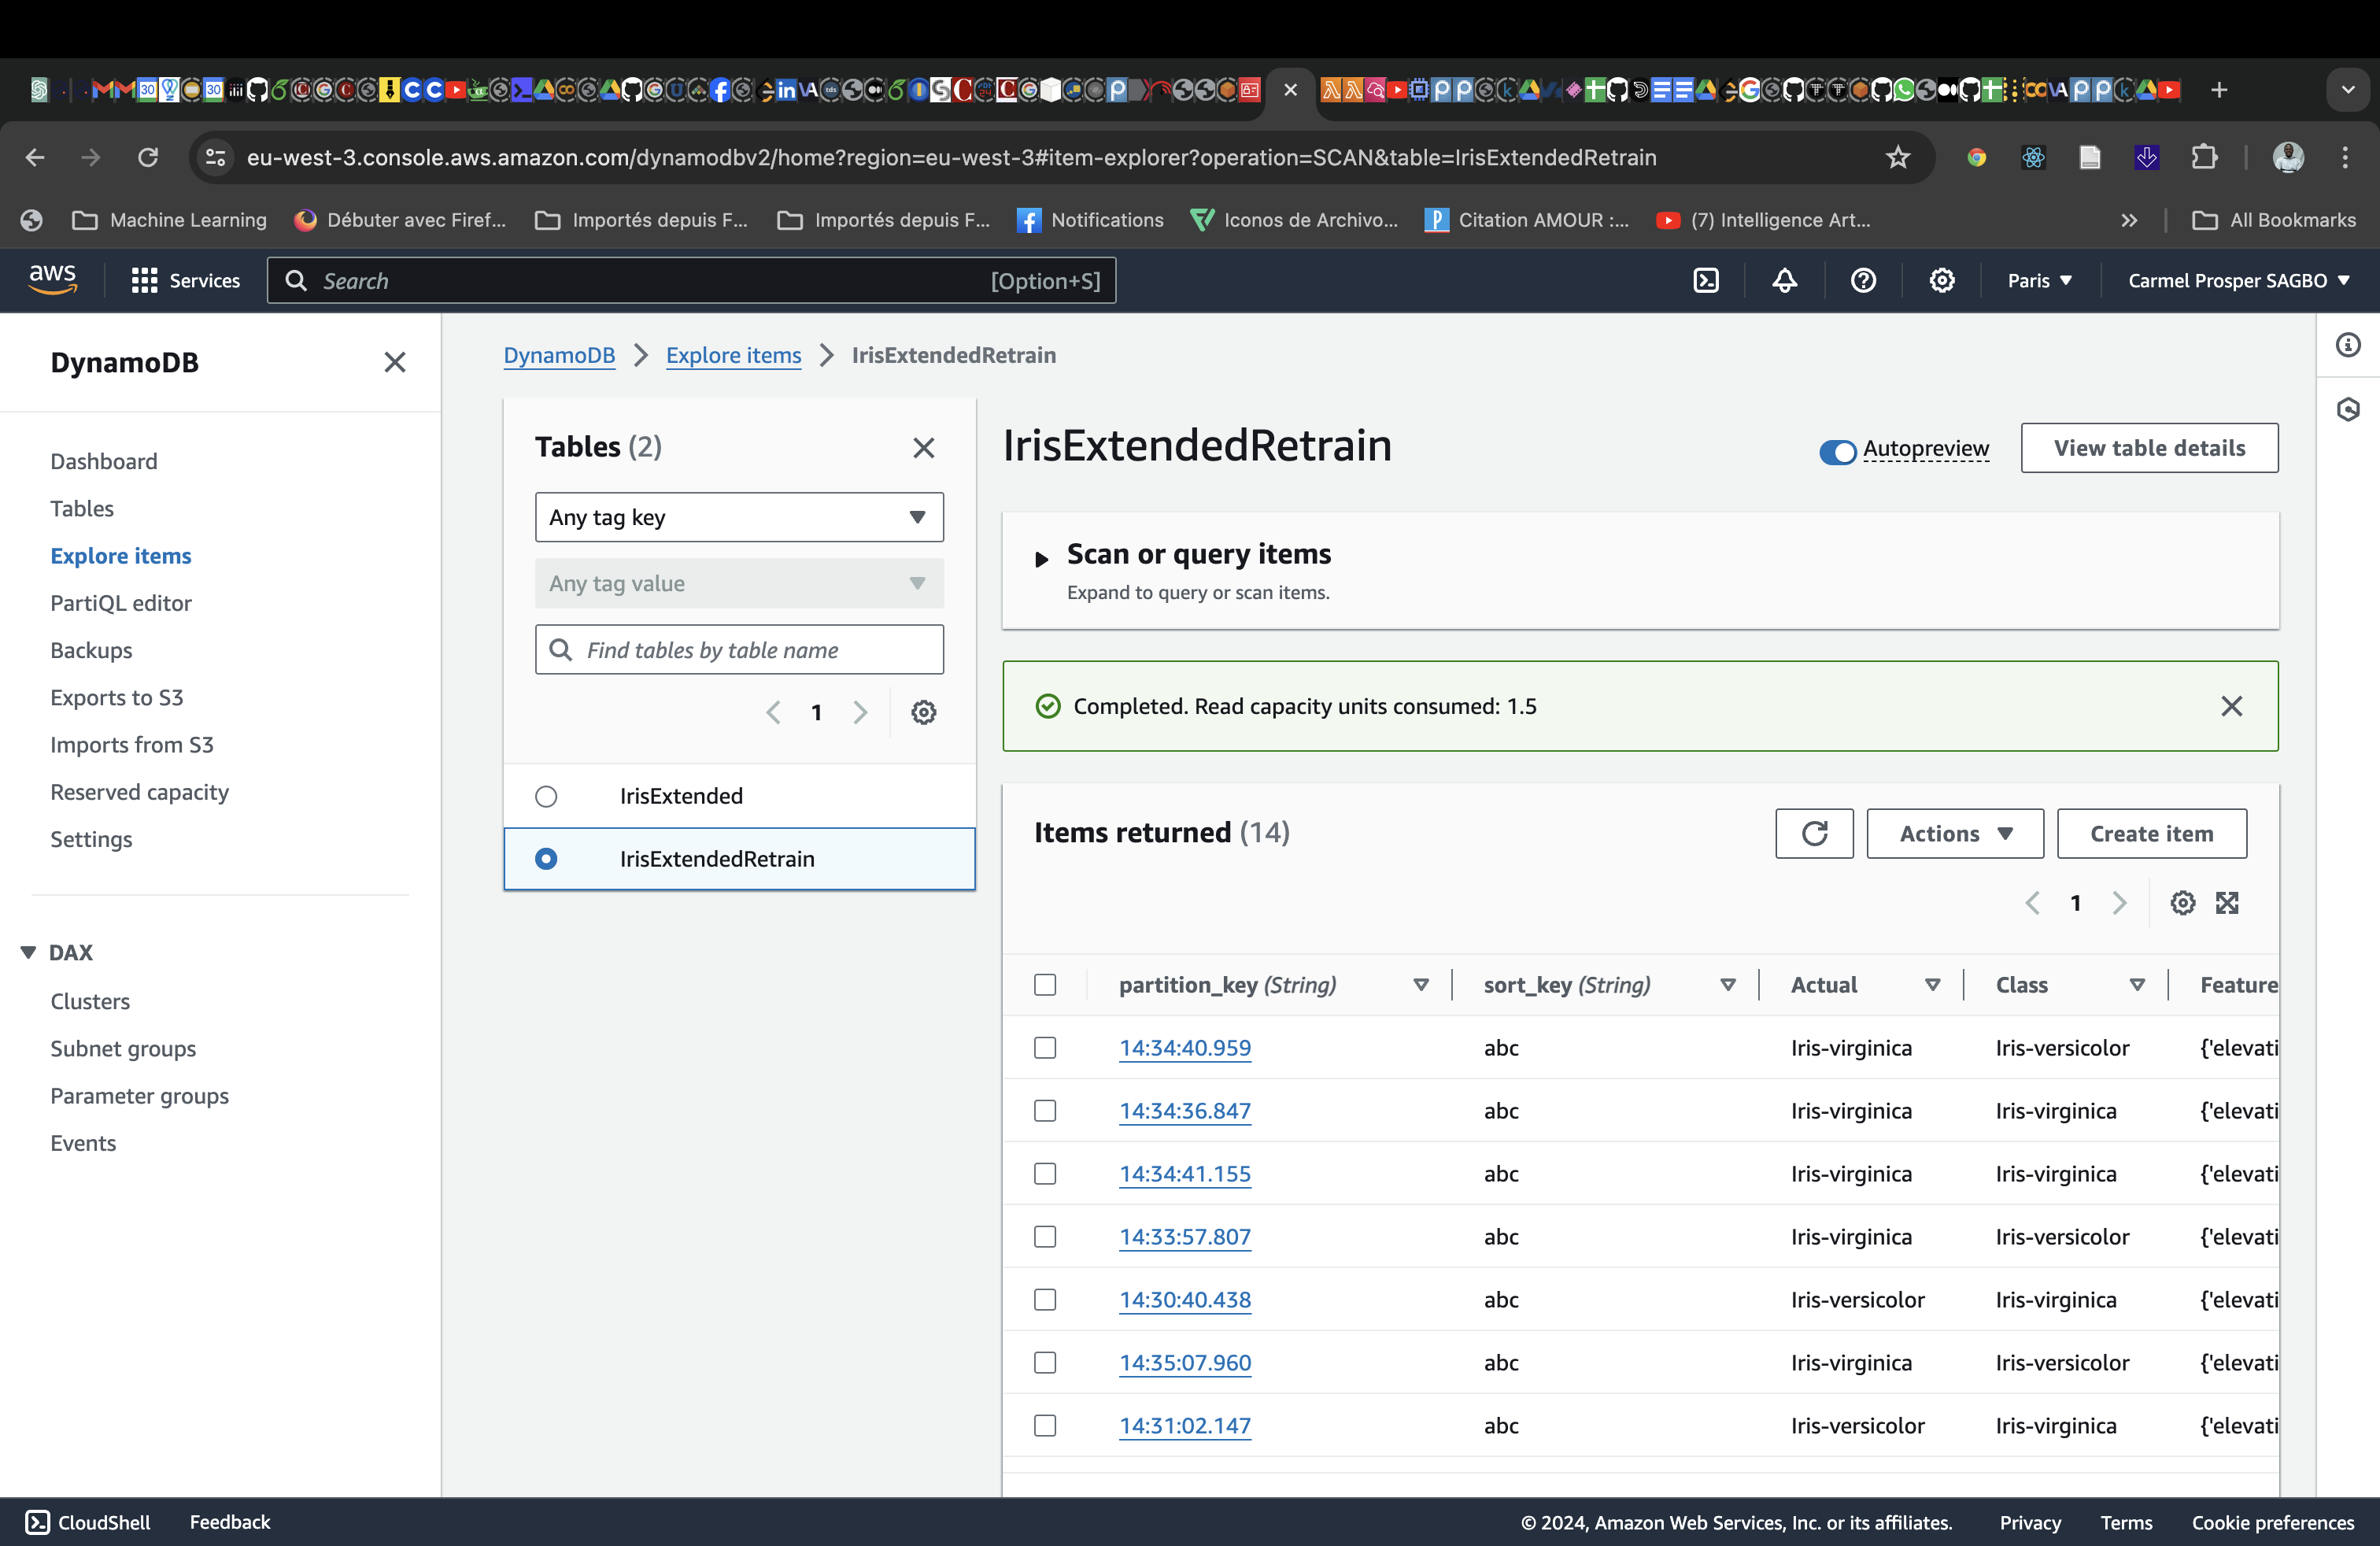 eu-west-3.console.aws.amazon.com/dynamodbv2/home?region=eu-west-3#item-explorer?operation=SCAN&table=IrisExtendedRetrain
Machine Learning
Débuter avec Firef...
Importés depuis F...
Importés depuis F...
Notifications
Iconos de Archivo...
Citation AMOUR :...
(7) Intelligence Art...
All Bookmarks
aws
Services
Search
[Option+S]
Paris
Carmel Prosper SAGBO
DynamoDB
Dashboard
Tables
Explore items
PartiQL editor
Backups
Exports to S3
Imports from S3
Reserved capacity
Settings
DAX
Clusters
Subnet groups
Parameter groups
Events
DynamoDB > Explore items > IrisExtendedRetrain
Tables (2)
Any tag key
Any tag value
Find tables by table name
1
IrisExtended
IrisExtendedRetrain
IrisExtendedRetrain
Autopreview
View table details
Scan or query items
Expand to query or scan items.
Completed. Read capacity units consumed: 1.5
Items returned (14)
Actions
Create item
1
partition_key (String) sort_key (String) Actual Class Feature
14:34:40.959 abc Iris-virginica Iris-versicolor {'elevati
14:34:36.847 abc Iris-virginica Iris-virginica {'elevati
14:34:41.155 abc Iris-virginica Iris-virginica {'elevati
14:33:57.807 abc Iris-virginica Iris-versicolor {'elevati
14:30:40.438 abc Iris-versicolor Iris-virginica {'elevati
14:35:07.960 abc Iris-virginica Iris-versicolor {'elevati
14:31:02.147 abc Iris-versicolor Iris-virginica {'elevati
CloudShell
Feedback
© 2024, Amazon Web Services, Inc. or its affiliates.
Privacy
Terms
Cookie preferences